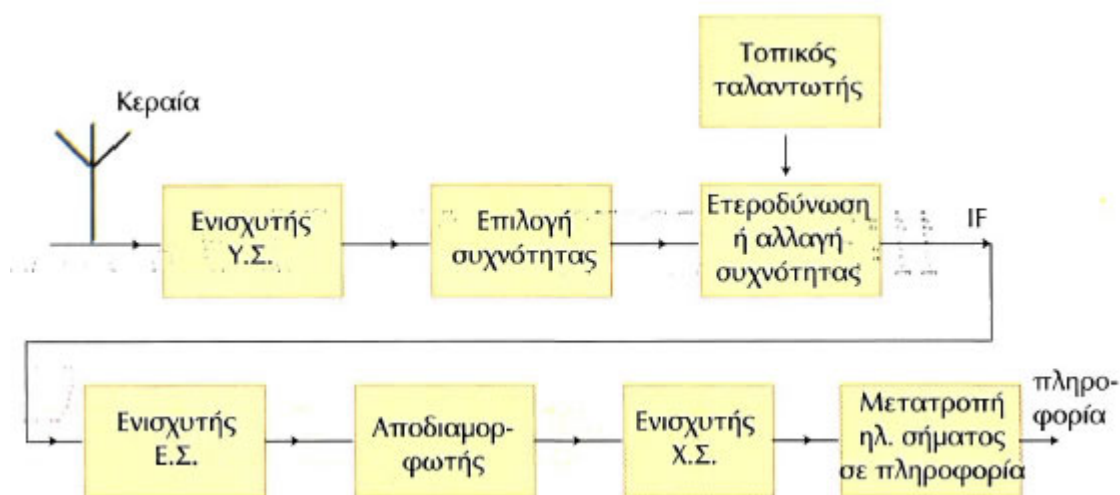 Τοπικός
ταλαντωτής
Κεραία
Ενισχυτής
Υ.Σ.
Επιλογή
συχνότητας
Ετεροδύνωση
ή αλλαγή
συχνότητας
IF
Ενισχυτής
Ε.Σ.
Αποδιαμορ-
φωτής
Ενισχυτής
Χ.Σ.
Μετατροπή
ηλ. σήματος
σε πληροφορία
πληρο-
φορία